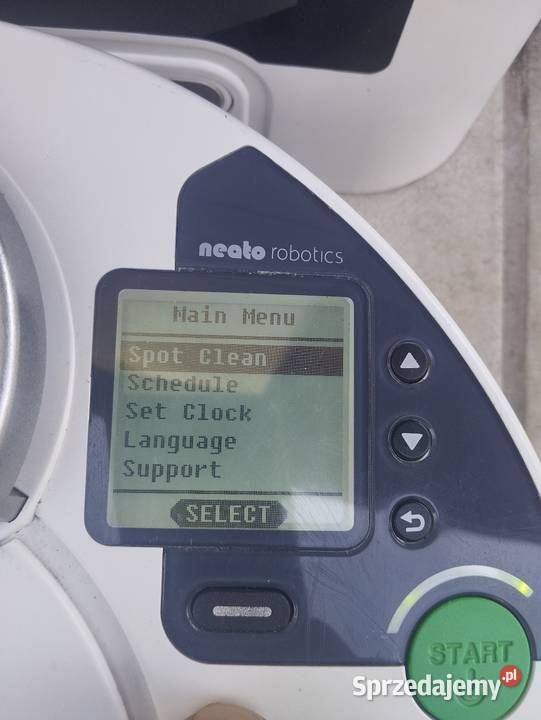 neato robotics
Main Menu
Spot Clean
Schedule
Set Clock
Language
Support
SELECT
START
Sprzedajemy.pl